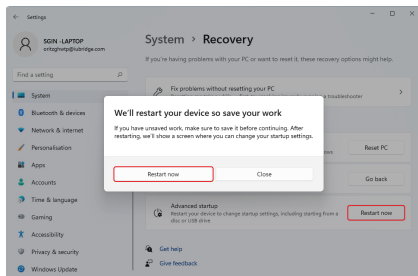 Settings
SGIN -LAPTOP
System > Recovery
If you're having problems with your PC or want to reset it, these recovery options might help.
Find a setting
Fix problems without resetting your PC
troubleshooter
System
Bluetooth & devices
Network & internet
Personalisation
Apps
Accounts
Time & language
Gaming
Accessibility
Privacy & security
Windows Update
We'll restart your device so save your work
If you have unsaved work, make sure to save it before continuing. After
restarting, we'll show a screen where you can change your startup settings.
Restart now
Close
Reset PC
Go back
Advanced startup
Restart your device to change startup settings, including starting from a
disc or USB drive
Restart now
Get help
Give feedback